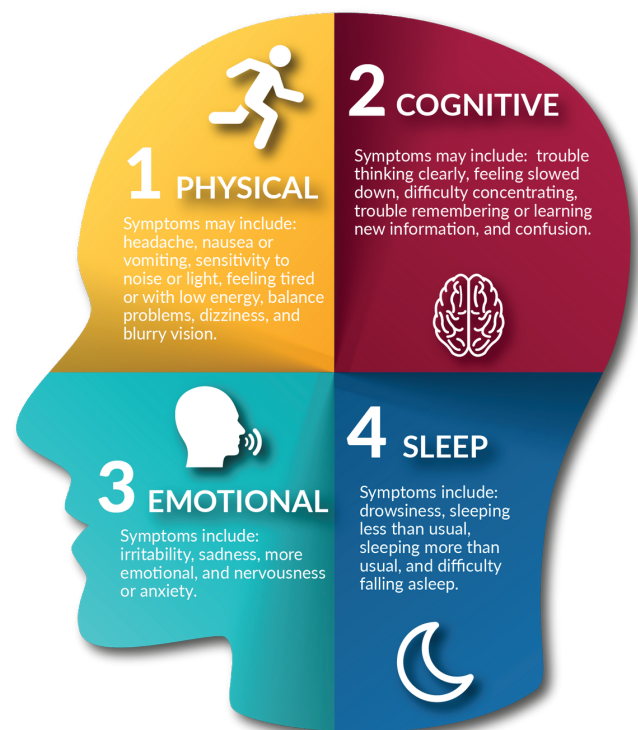 1 PHYSICAL
Symptoms may include:
headache, nausea or
vomiting, sensitivity to
noise or light, feeling tired
or with low energy, balance
problems, dizziness, and
blurry vision.
2 COGNITIVE
Symptoms may include: trouble
thinking clearly, feeling slowed
down, difficulty concentrating,
trouble remembering or learning
new information, and confusion.
3 EMOTIONAL
Symptoms include:
irritability, sadness, more
emotional, and nervousness
or anxiety.
4 SLEEP
Symptoms include:
drowsiness, sleeping
less than usual,
sleeping more than
usual, and difficulty
falling asleep.